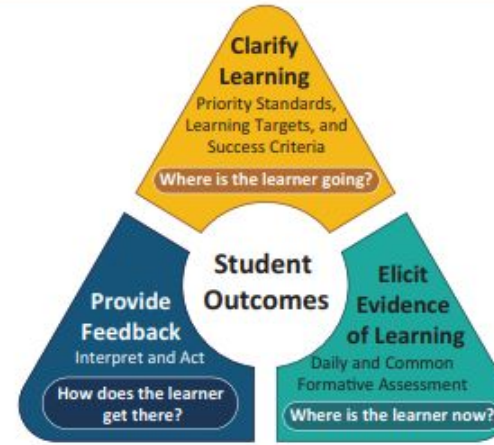 Clarify
Learning
Priority Standards,
Learning Targets, and
Success Criteria
Where is the learner going?
Student
Outcomes
Provide
Feedback
Interpret and Act
How does the learner
get there?
Elicit
Evidence
of Learning
Daily and Common
Formative Assessment
Where is the learner now?